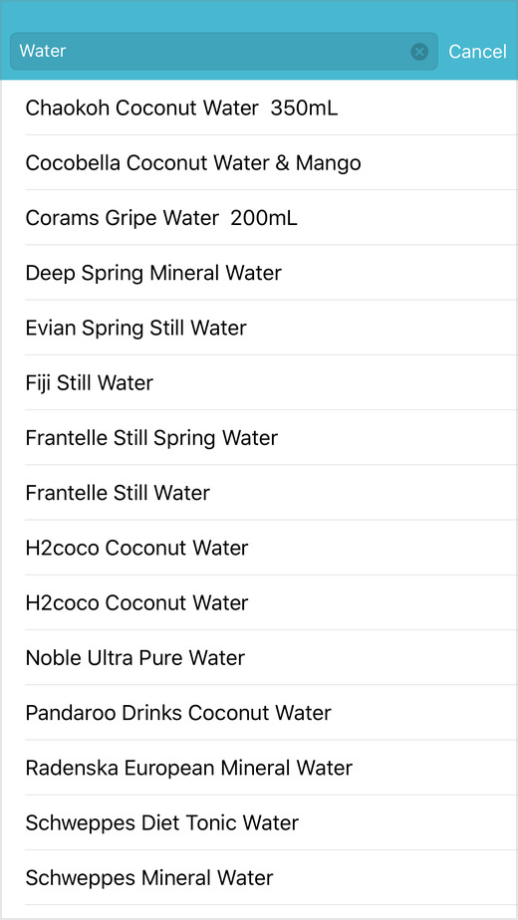 Water
Cancel
Chaokoh Coconut Water  350mL
Cocobella Coconut Water & Mango
Corams Gripe Water  200mL
Deep Spring Mineral Water
Evian Spring Still Water
Fiji Still Water
Frantelle Still Spring Water
Frantelle Still Water
H2coco Coconut Water
H2coco Coconut Water
Noble Ultra Pure Water
Pandaroo Drinks Coconut Water
Radenska European Mineral Water
Schweppes Diet Tonic Water
Schweppes Mineral Water